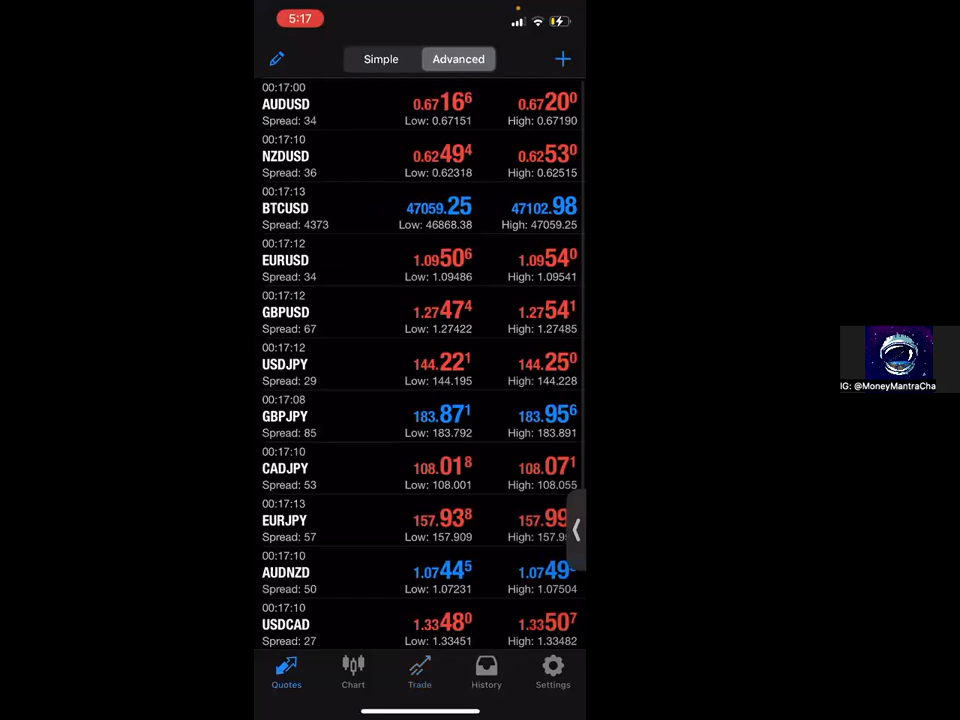 5:17
Simple
Advanced
00:17:00
AUDUSD 0.67166 0.67200
Spread: 34 Low: 0.67151 High: 0.67190
00:17:10
NZDUSD 0.62494 0.62530
Spread: 36 Low: 0.62318 High: 0.62515
00:17:13
BTCUSD 47059.25 47102.98
Spread: 4373 Low: 46868.38 High: 47059.25
00:17:12
EURUSD 1.09506 1.09540
Spread: 34 Low: 1.09486 High: 1.09541
00:17:12
GBPUSD 1.27474 1.27541
Spread: 67 Low: 1.27422 High: 1.27485
00:17:12
USDJPY 144.221 144.250
Spread: 29 Low: 144.195 High: 144.228
00:17:08
GBPJPY 183.871 183.956
Spread: 85 Low: 183.792 High: 183.891
00:17:10
CADJPY 108.018 108.071
Spread: 53 Low: 108.001 High: 108.055
00:17:13
EURJPY 157.938 157.99
Spread: 57 Low: 157.909 High:
00:17:10
AUDNZD 1.07445 1.0749
Spread: 50 Low: 1.07231 High: 1.07504
00:17:10
USDCAD 1.33480 1.33507
Spread: 27 Low: 1.33451 High: 1.33482
Quotes
Chart
Trade
History
Settings
IG: @MoneyMantraCha